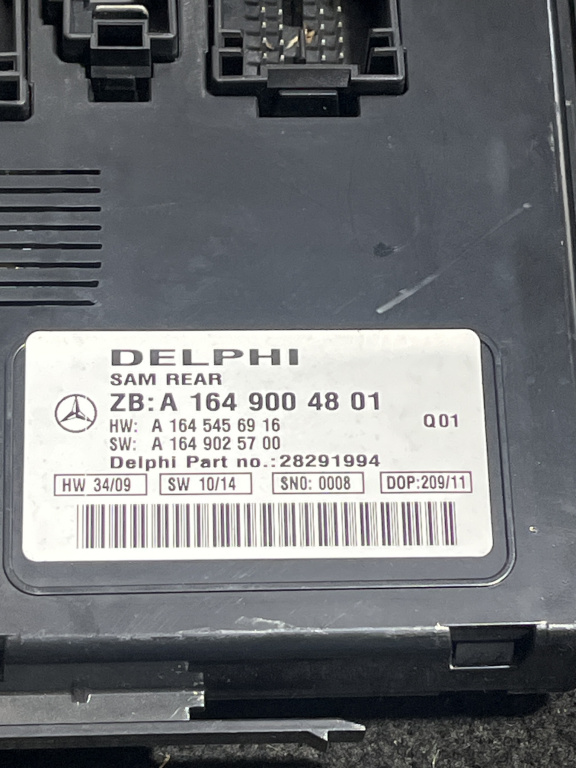 DELPHI
SAM REAR
ZB: A 164 900 48 01
HW: A 164 545 69 16
Q01
SW: A 164 902 57 00
Delphi Part no.:28291994
HW 34/09 SW 10/14 SNO: 0008 DOP:209/11